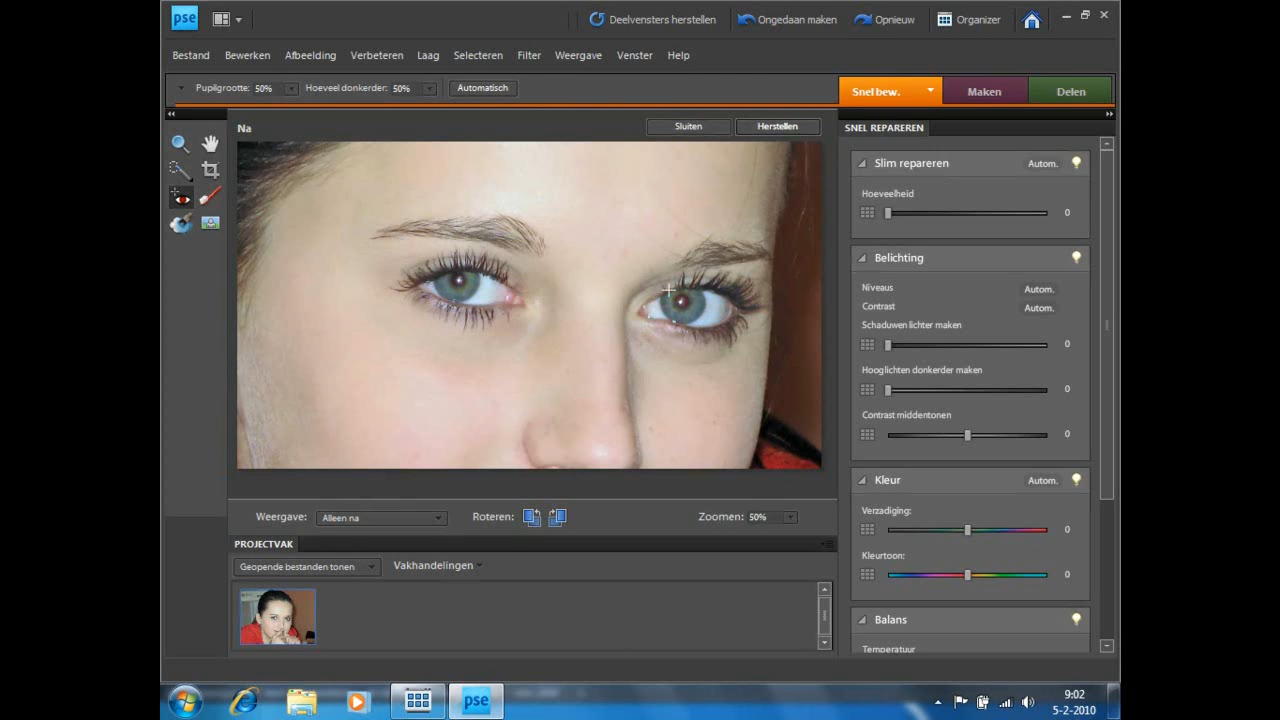 pse
Deelvensters herstellen
Ongedaan maken
Opnieuw
Organizer
Bestand Bewerken Afbeelding Verbeteren Laag Selecteren Filter Weergave Venster Help
Pupilgrootte: 50% Hoeveel donkerder: 50% Automatisch
Snel bew. Maken Delen
Na
Sluiten Herstellen
SNEL REPAREREN
Slim repareren Autom.
Hoeveelheid
0
Belichting
Niveaus Autom.
Contrast Autom.
Schaduwen lichter maken
0
Hooglichten donkerder maken
0
Contrast middentonen
0
Kleur Autom.
Verzadiging:
0
Kleurtoon:
0
Balans
Temperatuur
Weergave: Alleen na Roteren: Zoomen: 50%
PROJECTVAK
Geopende bestanden tonen Vakhandelingen
pse
9:02
5-2-2010